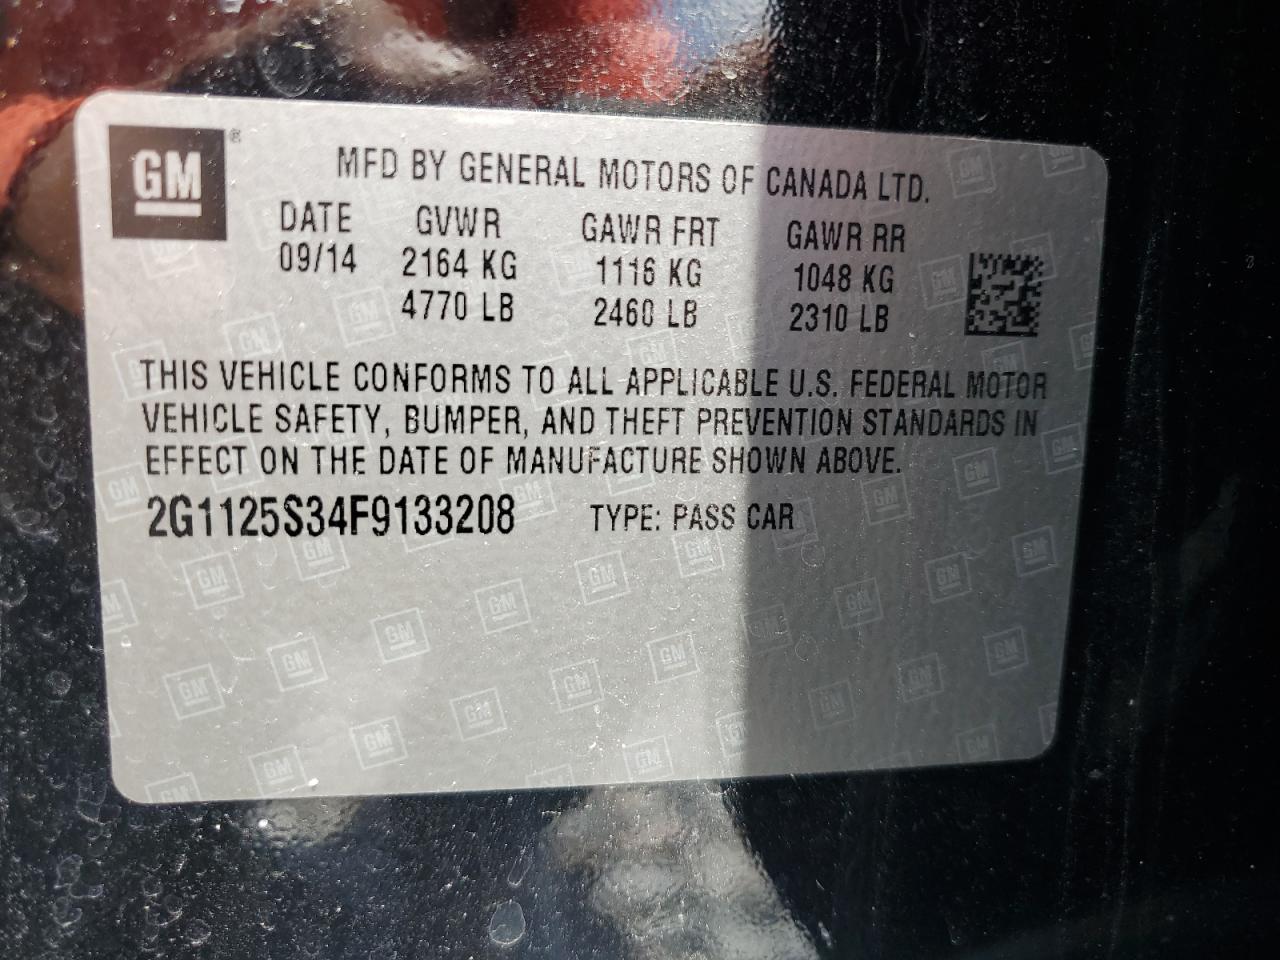 GM ®
MFD BY GENERAL MOTORS OF CANADA LTD.
DATE GVWR GAWR FRT GAWR RR
09/14 2164 KG 1116 KG 1048 KG
4770 LB 2460 LB 2310 LB
THIS VEHICLE CONFORMS TO ALL APPLICABLE U.S. FEDERAL MOTOR
VEHICLE SAFETY, BUMPER, AND THEFT PREVENTION STANDARDS IN
EFFECT ON THE DATE OF MANUFACTURE SHOWN ABOVE.
2G1125S34F9133208 TYPE: PASS CAR